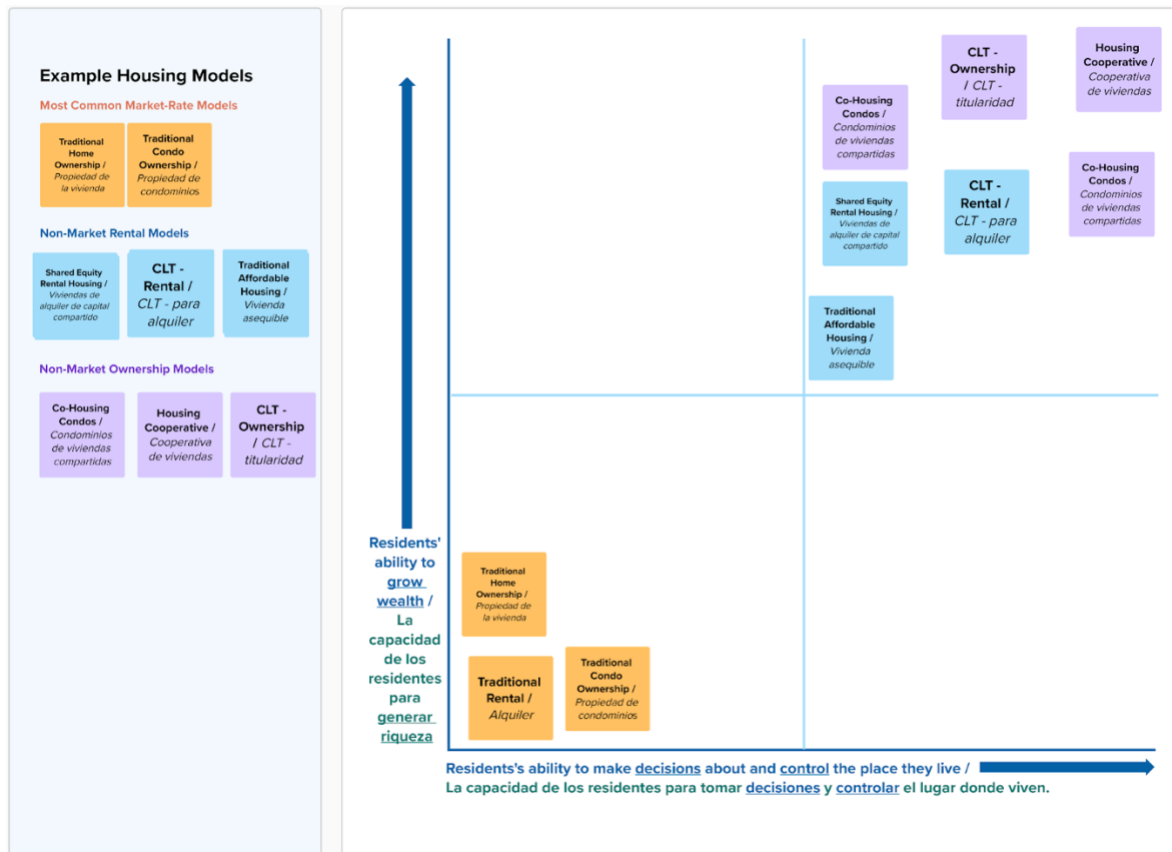 Example Housing Models
Most Common Market-Rate Models
Traditional
Home
Ownership /
Propiedad de
la vivienda
Traditional
Condo
Ownership /
Propiedad de
condominios
Non-Market Rental Models
Shared Equity
Rental Housing /
Viviendas de
alquiler de capital
compartido
CLT -
Rental /
CLT - para
alquiler
Traditional
Affordable
Housing /
Vivienda
asequible
Non-Market Ownership Models
Co-Housing
Condos /
Condominios
de viviendas
compartidas
Housing
Cooperative /
Cooperativa
de viviendas
CLT -
Ownership
/ CLT -
titularidad
Co-Housing
Condos /
Condominios
de viviendas
compartidas
CLT -
Ownership
/ CLT -
titularidad
Housing
Cooperative /
Cooperativa
de viviendas
Shared Equity
Rental Housing /
Viviendas de
alquiler de capital
compartido
CLT -
Rental /
CLT - para
alquiler
Co-Housing
Condos /
Condominios
de viviendas
compartidas
Traditional
Affordable
Housing /
Vivienda
asequible
Residents'
ability to
grow
wealth /
La
capacidad
de los
residentes
para
generar
riqueza
Traditional
Home
Ownership /
Propiedad de
la vivienda
Traditional
Rental /
Alquiler
Traditional
Condo
Ownership /
Propiedad de
condominios
Residents's ability to make decisions about and control the place they live /
La capacidad de los residentes para tomar decisiones y controlar el lugar donde viven.